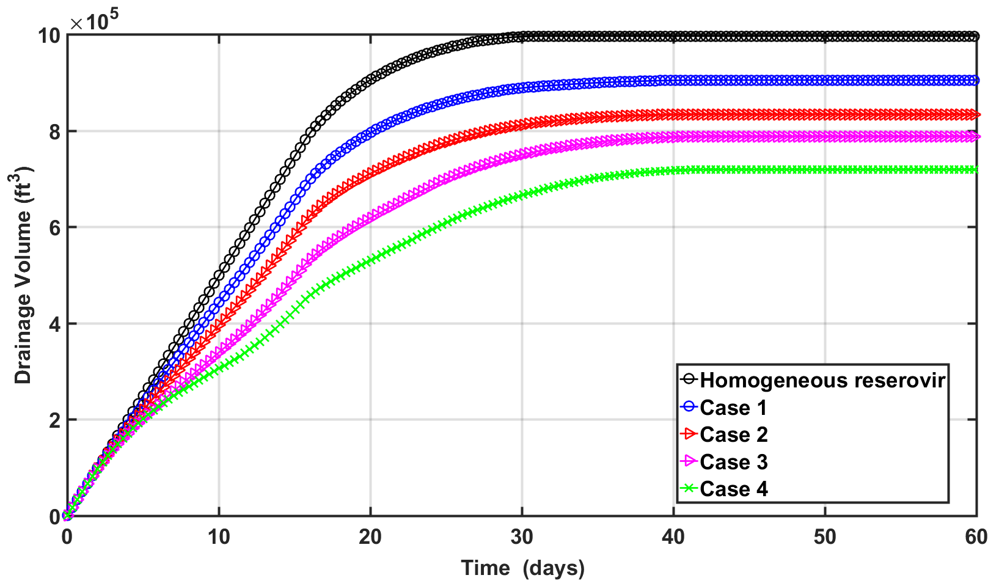 ×10⁵
10
8
6
4
2
0
Drainage Volume (ft³)
0 10 20 30 40 50 60
Time (days)
Homogeneous reserovir
Case 1
Case 2
Case 3
Case 4